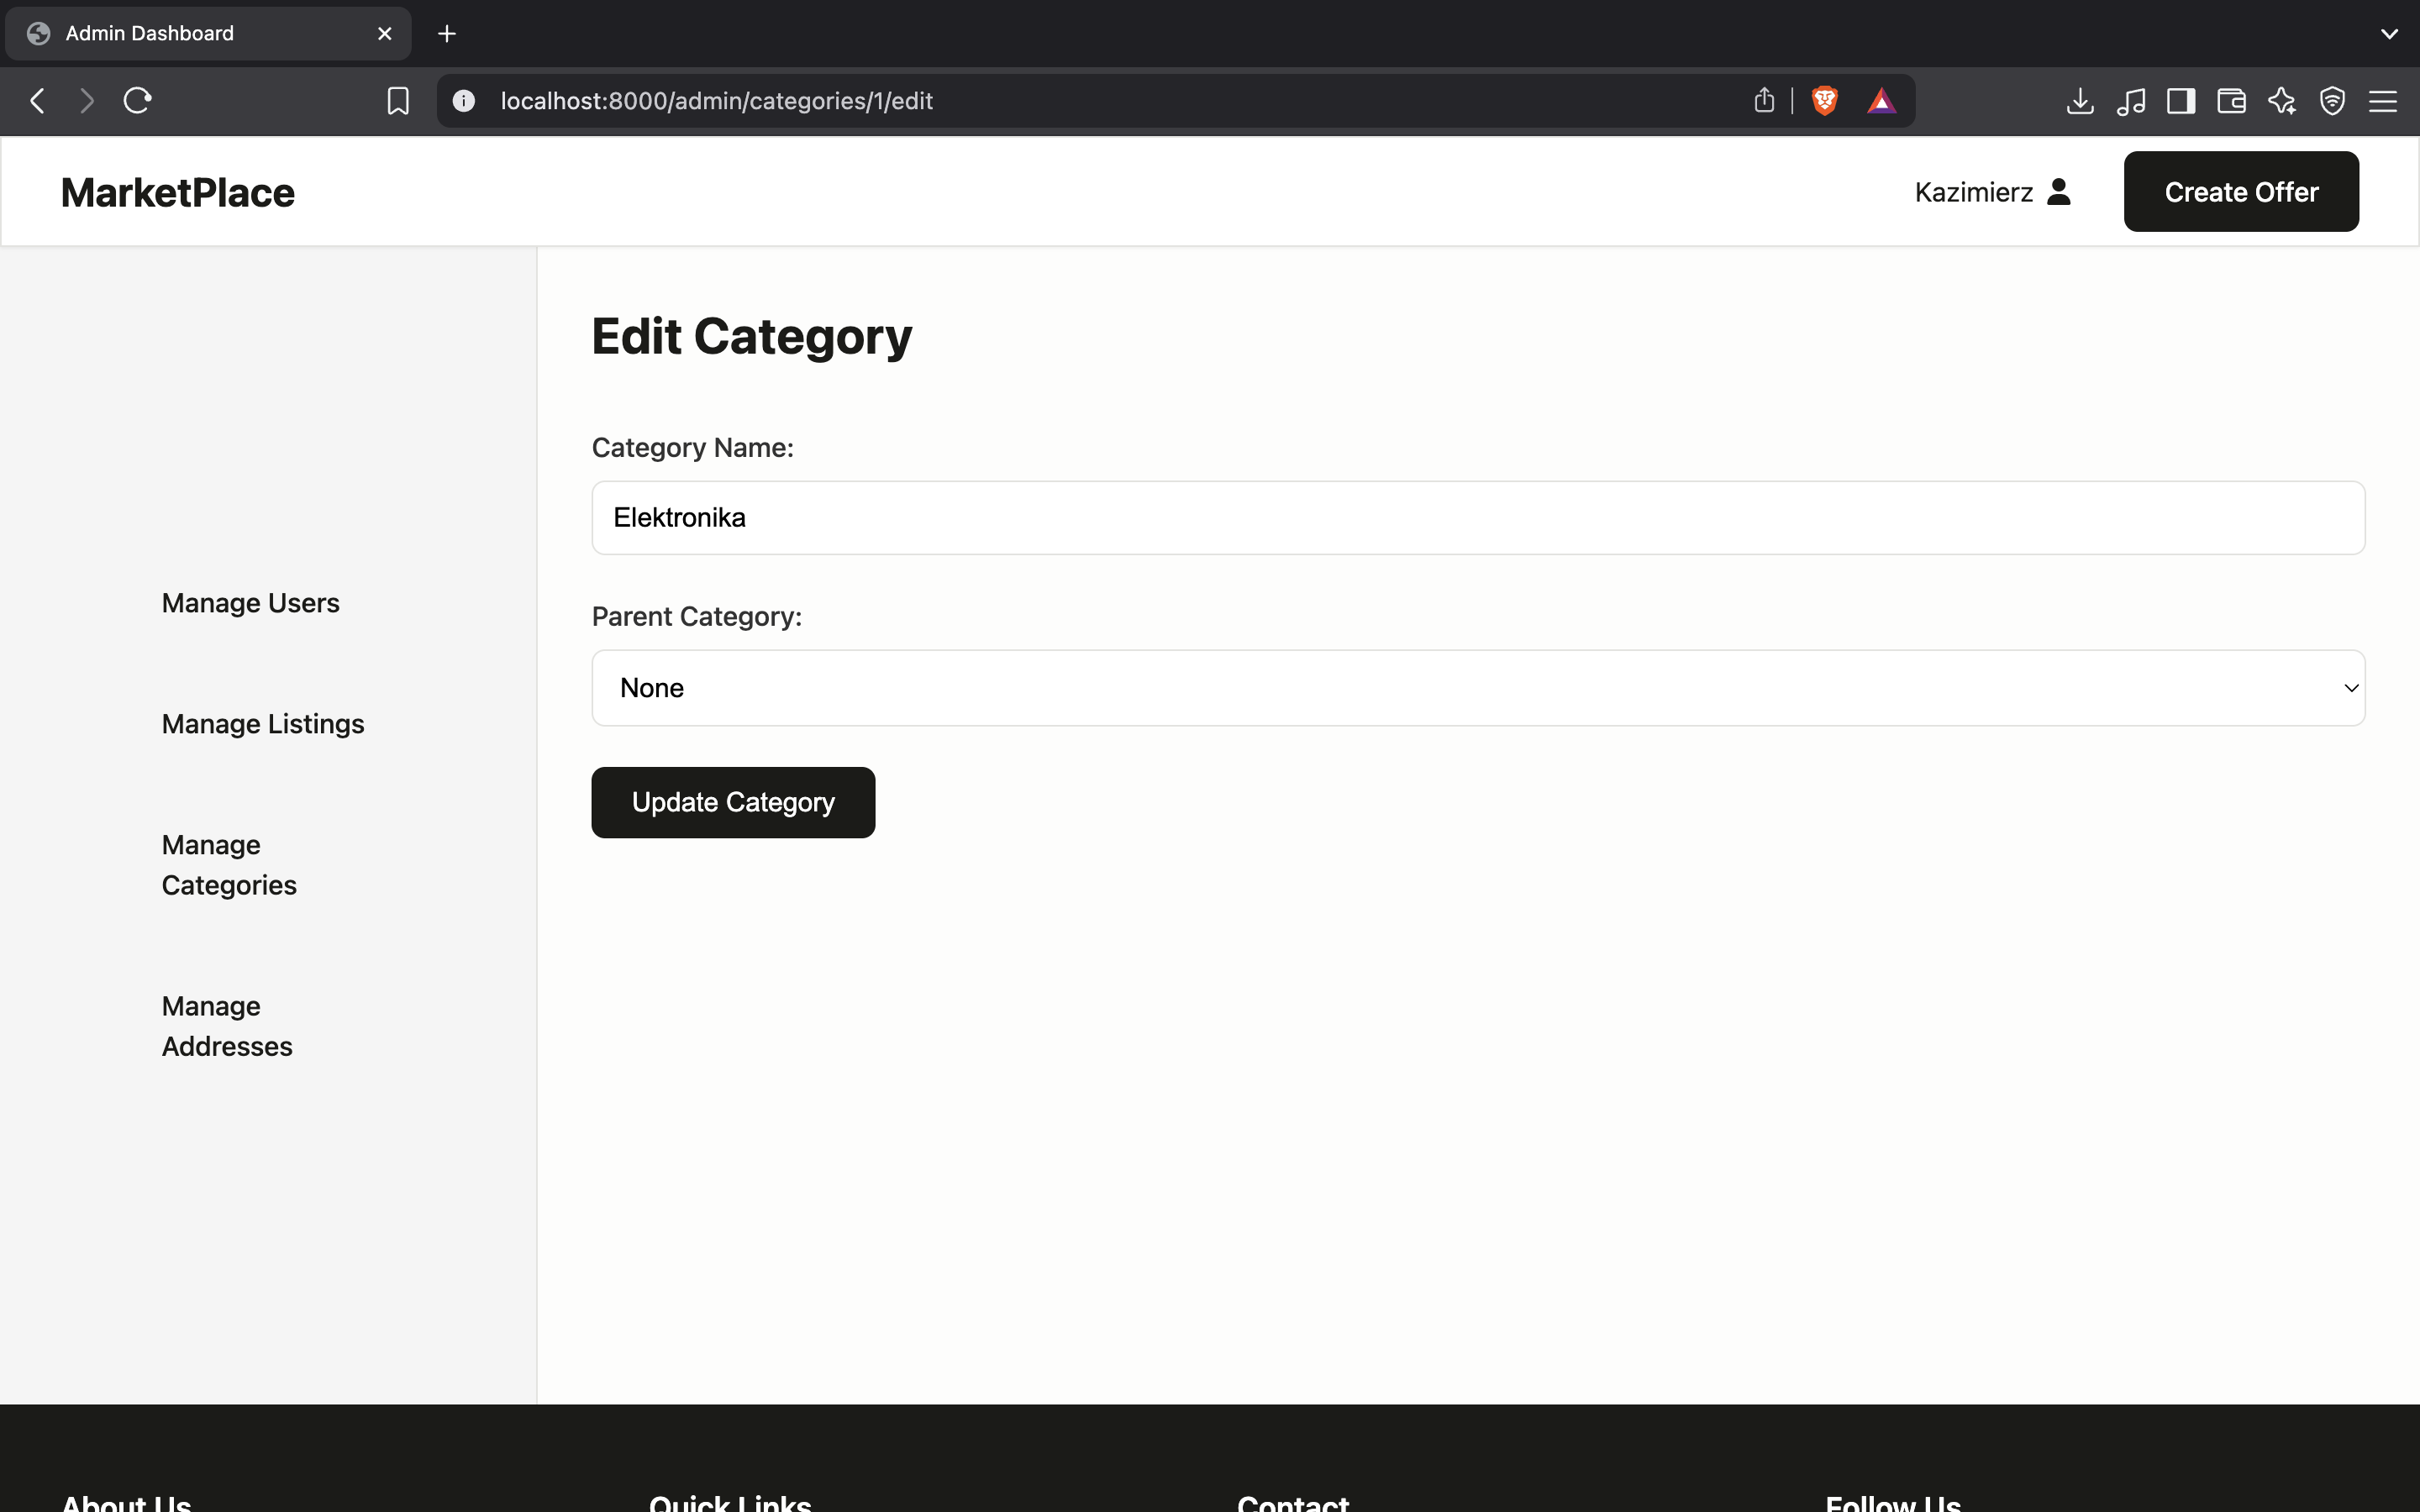 Admin Dashboard
localhost:8000/admin/categories/1/edit
MarketPlace
Kazimierz
Create Offer
Edit Category
Category Name:
Elektronika
Parent Category:
None
Update Category
Manage Users
Manage Listings
Manage
Categories
Manage
Addresses
About Us
Quick Links
Contact
Follow Us